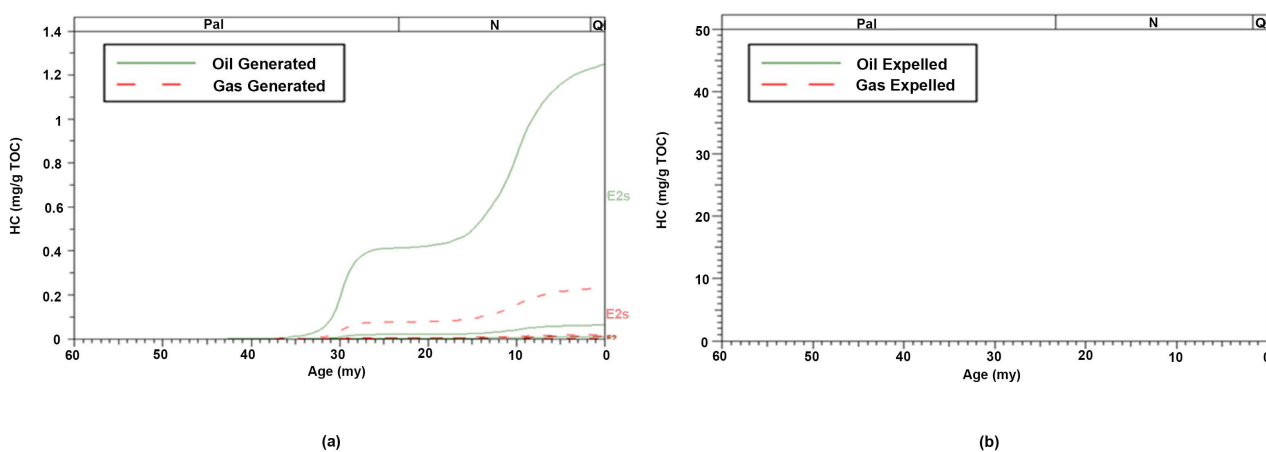 Pal N Q
1.4
Oil Generated
Gas Generated
1.2
1
0.8
0.6
0.4
0.2
0
HC (mg/g TOC)
E2s
E2s
60 50 40 30 20 10 0
Age (my)
(a)
Pal N Q
50
Oil Expelled
Gas Expelled
40
30
20
10
0
HC (mg/g TOC)
60 50 40 30 20 10 0
Age (my)
(b)